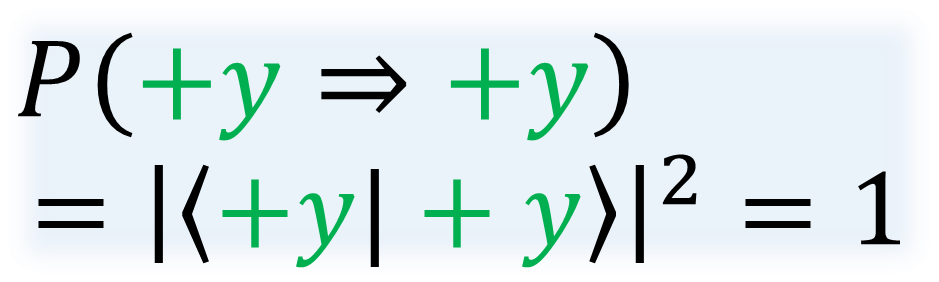 P(+y ⇒ +y)
= |⟨+y| + y⟩|² = 1